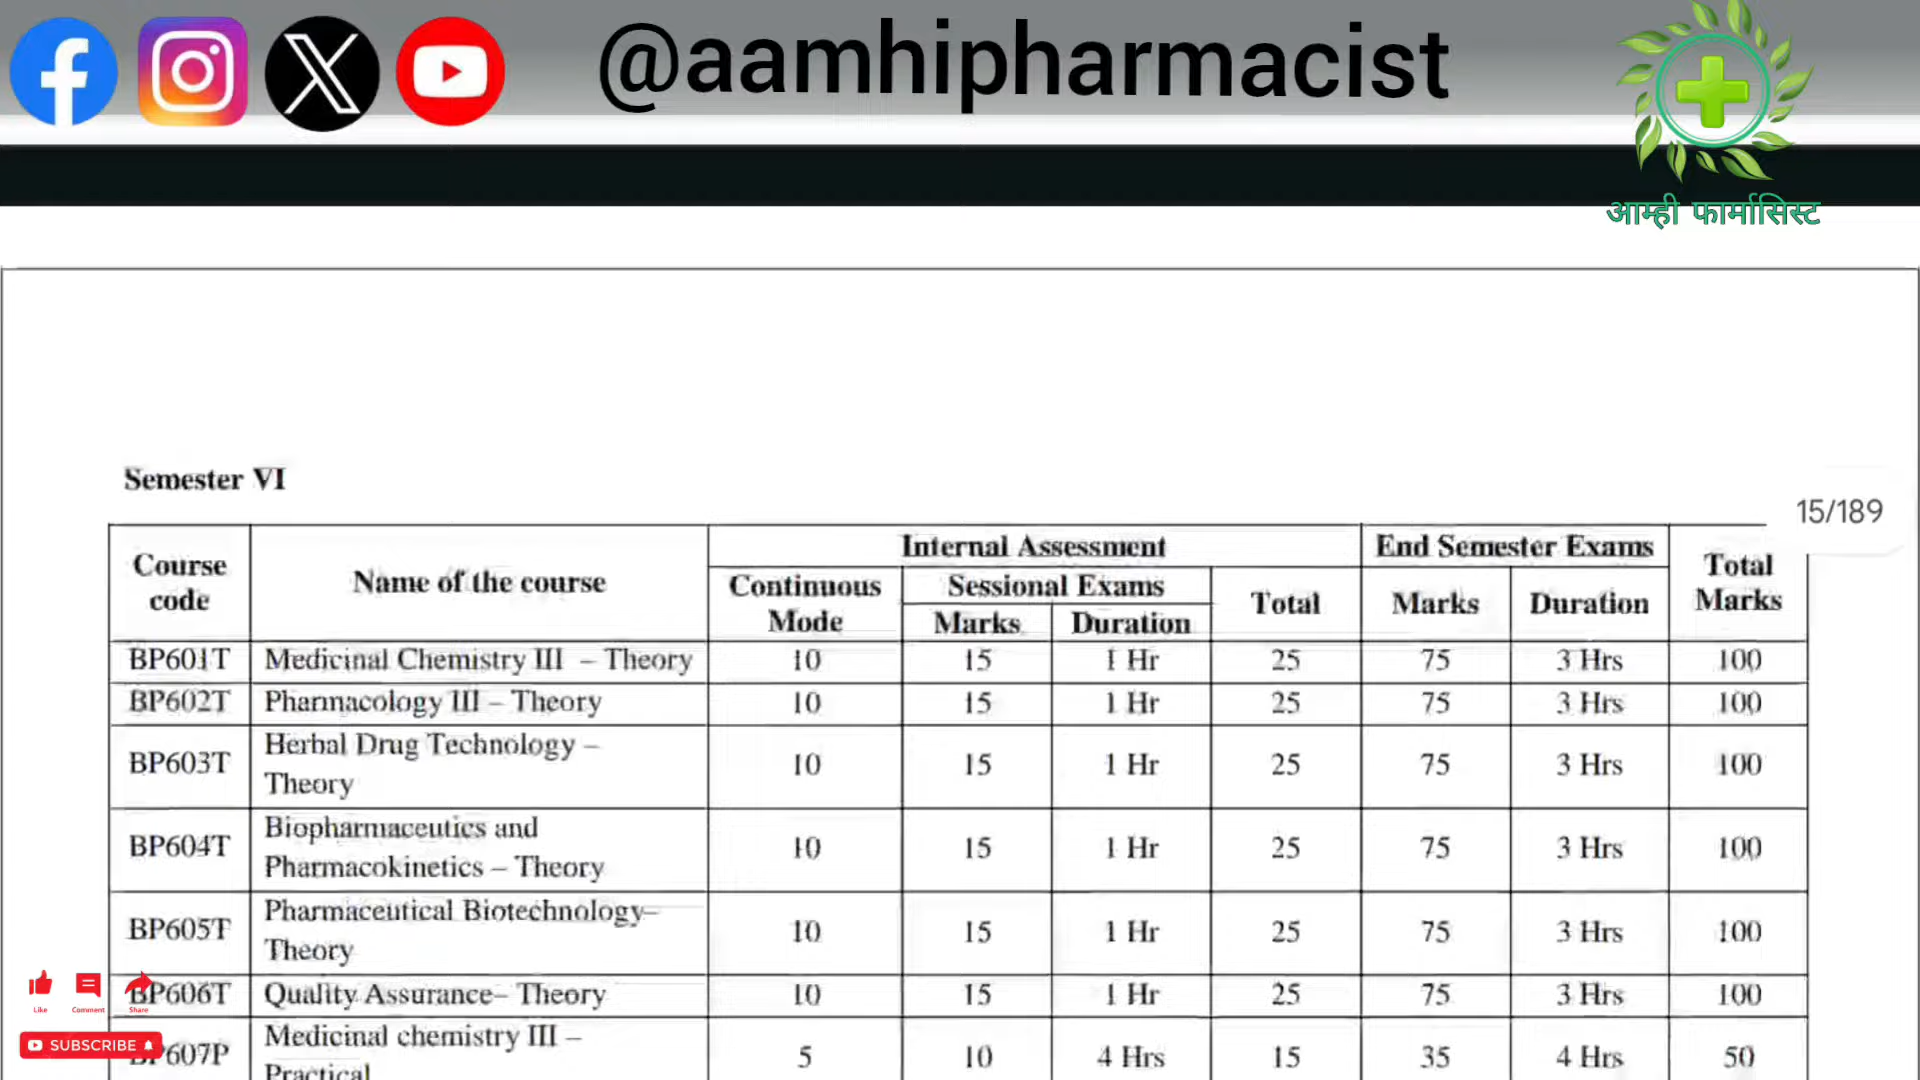 @aamhipharmacist
आम्ही फार्मासिस्ट
Semester VI
15/189
Course code
Name of the course
Internal Assessment
End Semester Exams
Total Marks
Continuous Mode
Sessional Exams
Total
Marks
Duration
Marks
Duration
BP601T Medicinal Chemistry III – Theory 10 15 1 Hr 25 75 3 Hrs 100
BP602T Pharmacology III – Theory 10 15 1 Hr 25 75 3 Hrs 100
BP603T Herbal Drug Technology – Theory 10 15 1 Hr 25 75 3 Hrs 100
BP604T Biopharmaceutics and Pharmacokinetics – Theory 10 15 1 Hr 25 75 3 Hrs 100
BP605T Pharmaceutical Biotechnology– Theory 10 15 1 Hr 25 75 3 Hrs 100
BP606T Quality Assurance– Theory 10 15 1 Hr 25 75 3 Hrs 100
BP607P Medicinal chemistry III – Practical 5 10 4 Hrs 15 35 4 Hrs 50
Like Comment Share
SUBSCRIBE